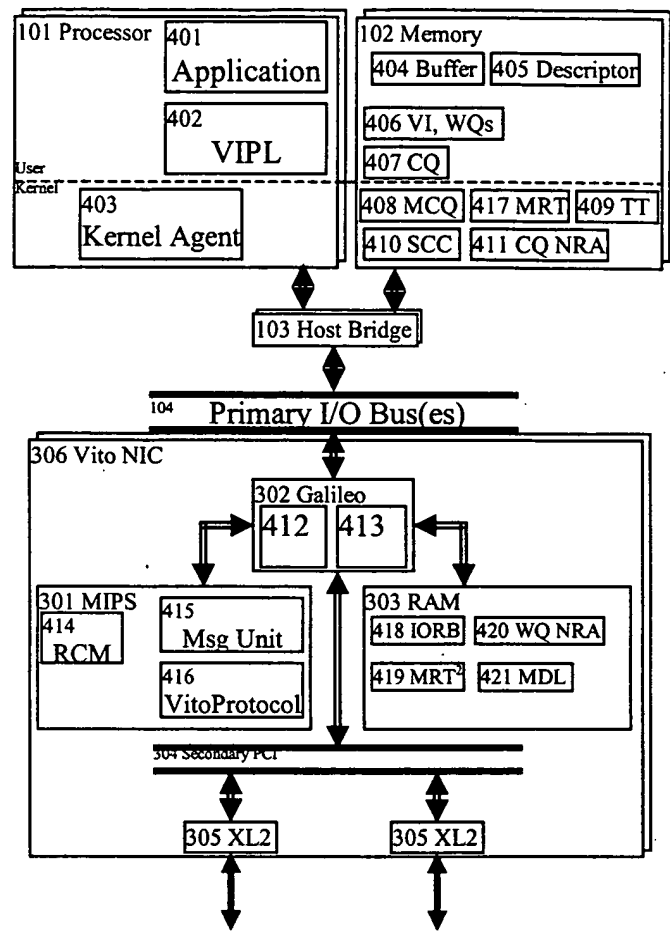 101 Processor
401
Application
402
VIPL
User
Kernel
403
Kernel Agent
102 Memory
404 Buffer
405 Descriptor
406 VI, WQs
407 CQ
408 MCQ
417 MRT
409 TT
410 SCC
411 CQ NRA
103 Host Bridge
104
Primary I/O Bus(es)
306 Vito NIC
302 Galileo
412
413
301 MIPS
414
RCM
415
Msg Unit
416
VitoProtocol
303 RAM
418 IORB
420 WQ NRA
419 MRT²
421 MDL
304 Secondary PCI
305 XL2
305 XL2